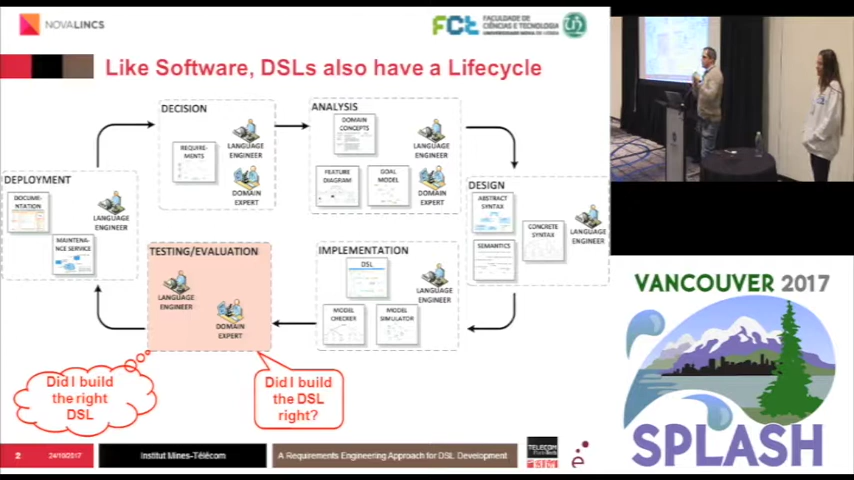 NOVALINCS
FCt FACULDADE DE
CIÊNCIAS E TECNOLOGIA
UNIVERSIDADE NOVA DE LISBOA
Like Software, DSLs also have a Lifecycle
DECISION
REQUIRE-
MENTS
LANGUAGE
ENGINEER
DOMAIN
EXPERT
ANALYSIS
DOMAIN
CONCEPTS
LANGUAGE
ENGINEER
FEATURE
DIAGRAM
GOAL
MODEL
DOMAIN
EXPERT
DESIGN
ABSTRACT
SYNTAX
CONCRETE
SYNTAX
LANGUAGE
ENGINEER
SEMANTICS
DEPLOYMENT
DOCUME-
NTATION
LANGUAGE
ENGINEER
MAINTENA-
NCE SERVICE
TESTING/EVALUATION
LANGUAGE
ENGINEER
DOMAIN
EXPERT
IMPLEMENTATION
DSL
LANGUAGE
ENGINEER
MODEL
CHECKER
MODEL
SIMULATOR
Did I build
the right
DSL
Did I build
the DSL
right?
2 24/10/2017 Institut Mines-Télécom A Requirements Engineering Approach for DSL Development
TELECOM
ParisTech
VANCOUVER 2017
SPLASH